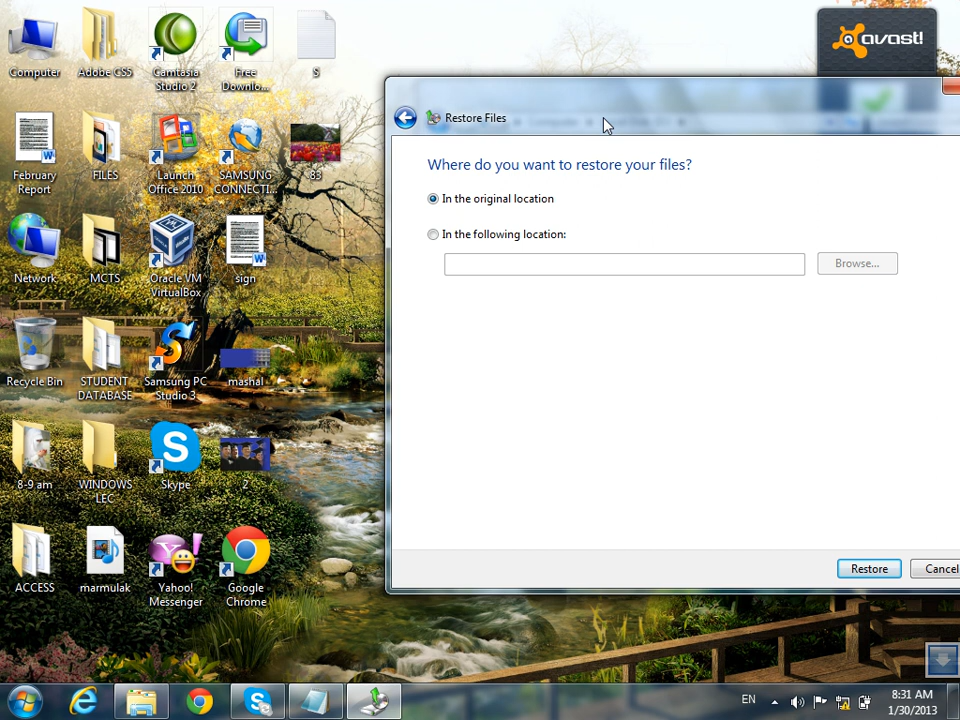 Computer
Adobe CS5
Camtasia
Studio 2
Free
Downlo...
S
avast!
February
Report
FILES
Launch
Office 2010
SAMSUNG
CONNECTI...
83
Network
MCTS
Oracle VM
VirtualBox
sign
Recycle Bin
STUDENT
DATABASE
Samsung PC
Studio 3
mashal
8-9 am
WINDOWS
LEC
Skype
2
ACCESS
marmulak
Yahoo!
Messenger
Google
Chrome
Restore Files
Where do you want to restore your files?
In the original location
In the following location:
Browse...
Restore
Cancel
EN
8:31 AM
1/30/2013